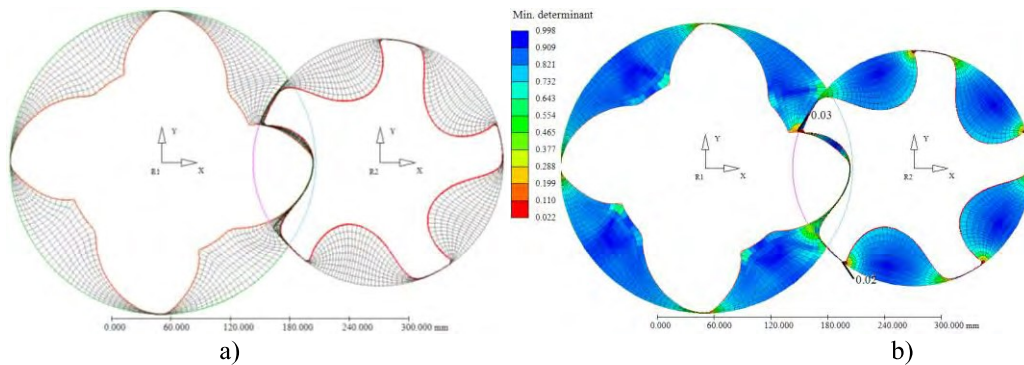 Min. determinant
0.998
0.909
0.821
0.732
0.643
0.554
0.465
0.377
0.288
0.199
0.110
0.022
0.03
0.02
Y
X
R1
Y
X
R2
Y
X
R1
Y
X
R2
0.000 60.000 120.000 180.000 240.000 300.000 mm
0.000 60.000 120.000 180.000 240.000 300.000 mm
a) b)